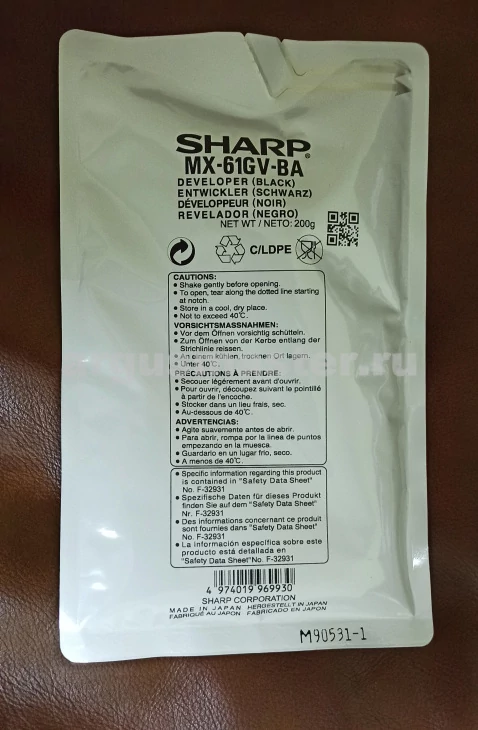 SHARP®
MX-61GV-BA
DEVELOPER (BLACK)
ENTWICKLER (SCHWARZ)
DÉVELOPPEUR (NOIR)
REVELADOR (NEGRO)
NET WT / NETO: 200g
C/LDPE
CAUTIONS:
● Shake gently before opening.
● To open, tear along the dotted line starting
at notch.
● Store in a cool, dry place.
● Not to exceed 40℃.
VORSICHTSMASSNAHMEN:
● Vor dem Öffnen vorsichtig schütteln.
● Zum Öffnen von der Kerbe entlang der
Strichlinie reissen.
● An einem kühlen, trocknen Ort lagern.
● Unter 40℃.
PRÉCAUTIONS À PRENDRE:
● Secouer légèrement avant d'ouvrir.
● Pour ouvrir, découpez suivant le pointillé
à partir de l'encoche.
● Stocker dans un lieu frais, sec.
● Au-dessous de 40℃.
ADVERTENCIAS:
● Agite suavemente antes de abrir.
● Para abrir, rompa por la linea de puntos
empezando en la muesca.
● Guardarlo en un lugar frio, seco.
● A menos de 40℃.
● Specific information regarding this product
is contained in "Safety Data Sheet"
No. F-32931
● Spezifische Daten für dieses Produkt
finden Sie auf dem "Safety Data Sheet"
Nr. F-32931
● Des informations concernant ce produit
sont fournies dans "Safety Data Sheet"
No. F-32931
● La información específica sobre este
producto está detallada en
"Safety Data Sheet" No. F-32931
4 974019 969930
SHARP CORPORATION
MADE IN JAPAN HERGESTELLT IN JAPAN
FABRIQUÉ AU JAPON FABRICADO EN JAPON
M90531-1